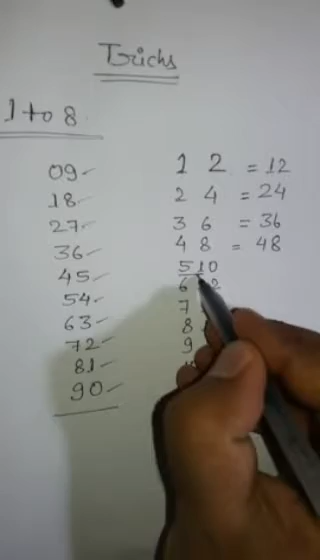 Tricks
1 to 8
09
18
27
36
45
54
63
72
81
90
1 2 = 12
2 4 = 24
3 6 = 36
4 8 = 48
5 10
6 2
7
8
9